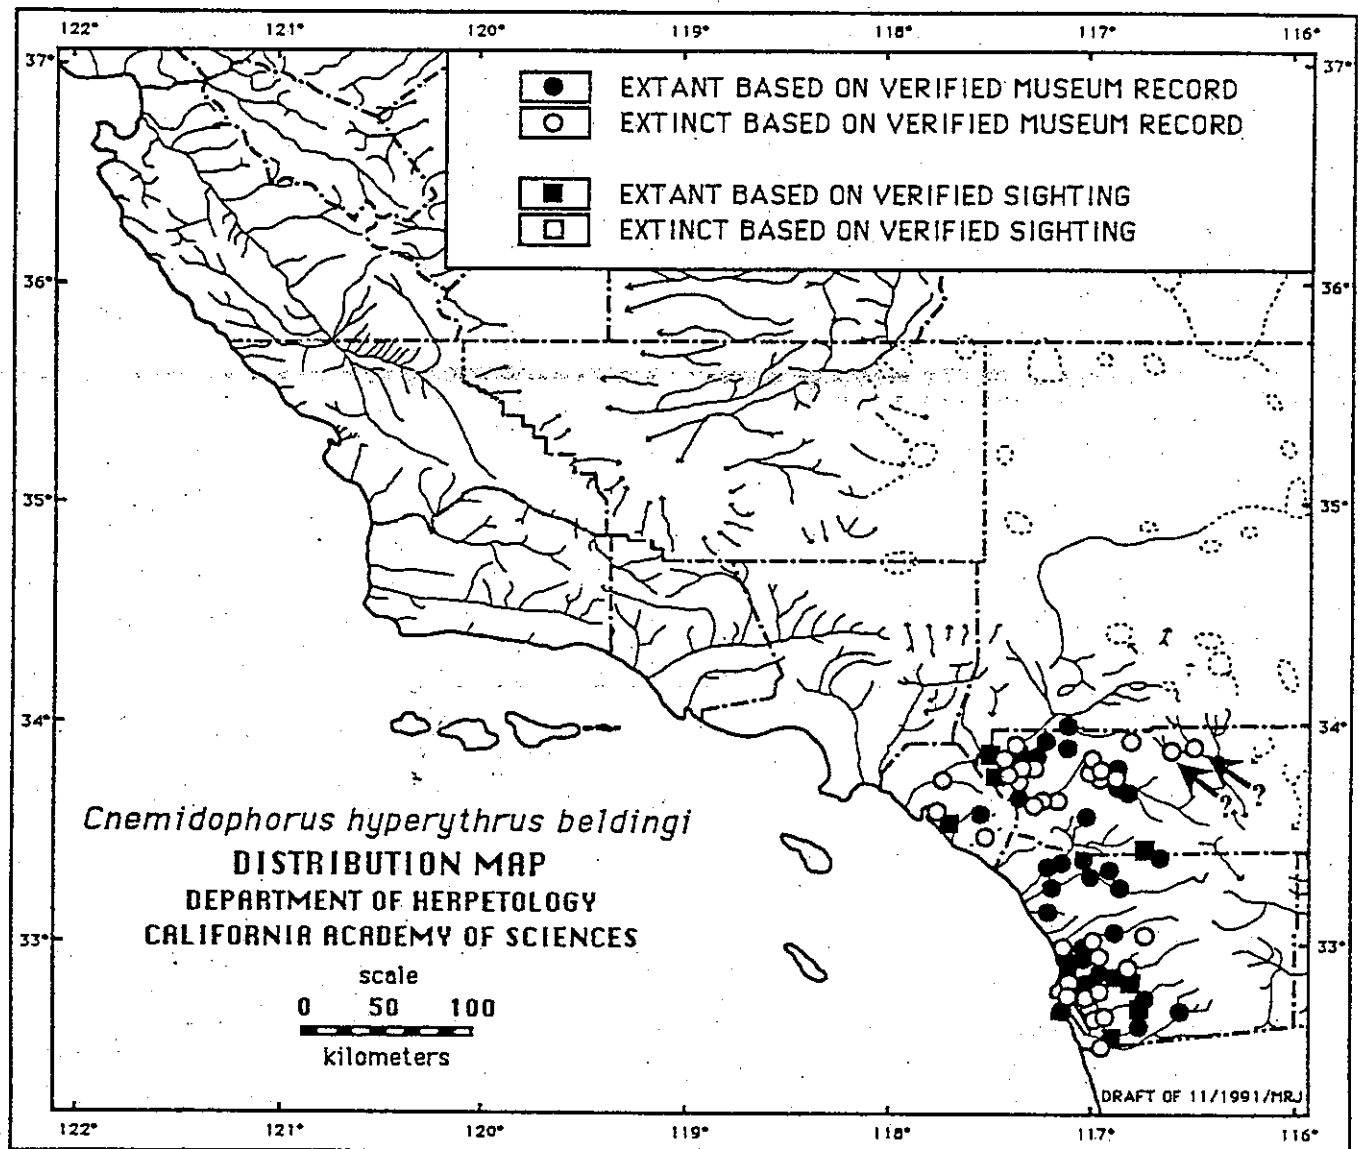 122° 121° 120° 119° 118° 117° 116°
37° 37°
EXTANT BASED ON VERIFIED MUSEUM RECORD
EXTINCT BASED ON VERIFIED MUSEUM RECORD
EXTANT BASED ON VERIFIED SIGHTING
EXTINCT BASED ON VERIFIED SIGHTING
36° 36°
35° 35°
34° 34°
? ?
Cnemidophorus hyperythrus beldingi
DISTRIBUTION MAP
DEPARTMENT OF HERPETOLOGY
CALIFORNIA ACADEMY OF SCIENCES
33° 33°
scale
0 50 100
kilometers
DRAFT OF 11/1991/MRJ
122° 121° 120° 119° 118° 117° 116°